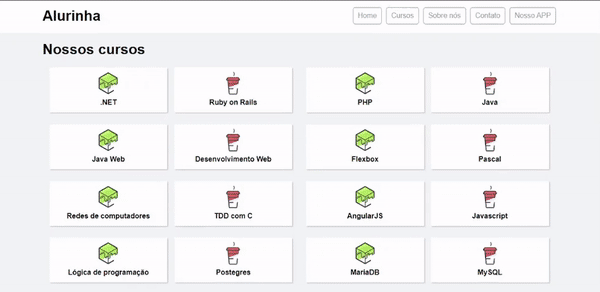 Alurinha
Home Cursos Sobre nós Contato Nosso APP
Nossos cursos
.NET Ruby on Rails PHP Java
Java Web Desenvolvimento Web Flexbox Pascal
Redes de computadores TDD com C AngularJS Javascript
Lógica de programação Postegres MariaDB MySQL